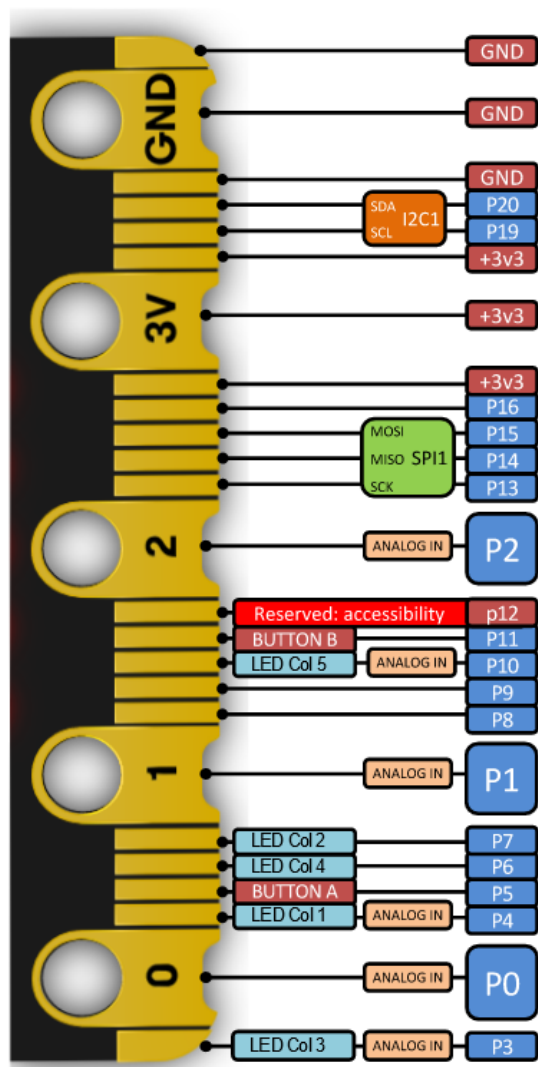 GND
GND GND
GND
SDA I2C1 P20
SCL P19
+3v3
3V +3v3
+3v3
P16
MOSI P15
MISO SPI1 P14
SCK P13
2 ANALOG IN P2
Reserved: accessibility p12
BUTTON B P11
LED Col 5 ANALOG IN P10
P9
P8
1 ANALOG IN P1
LED Col 2 P7
LED Col 4 P6
BUTTON A P5
LED Col 1 ANALOG IN P4
0 ANALOG IN P0
LED Col 3 ANALOG IN P3